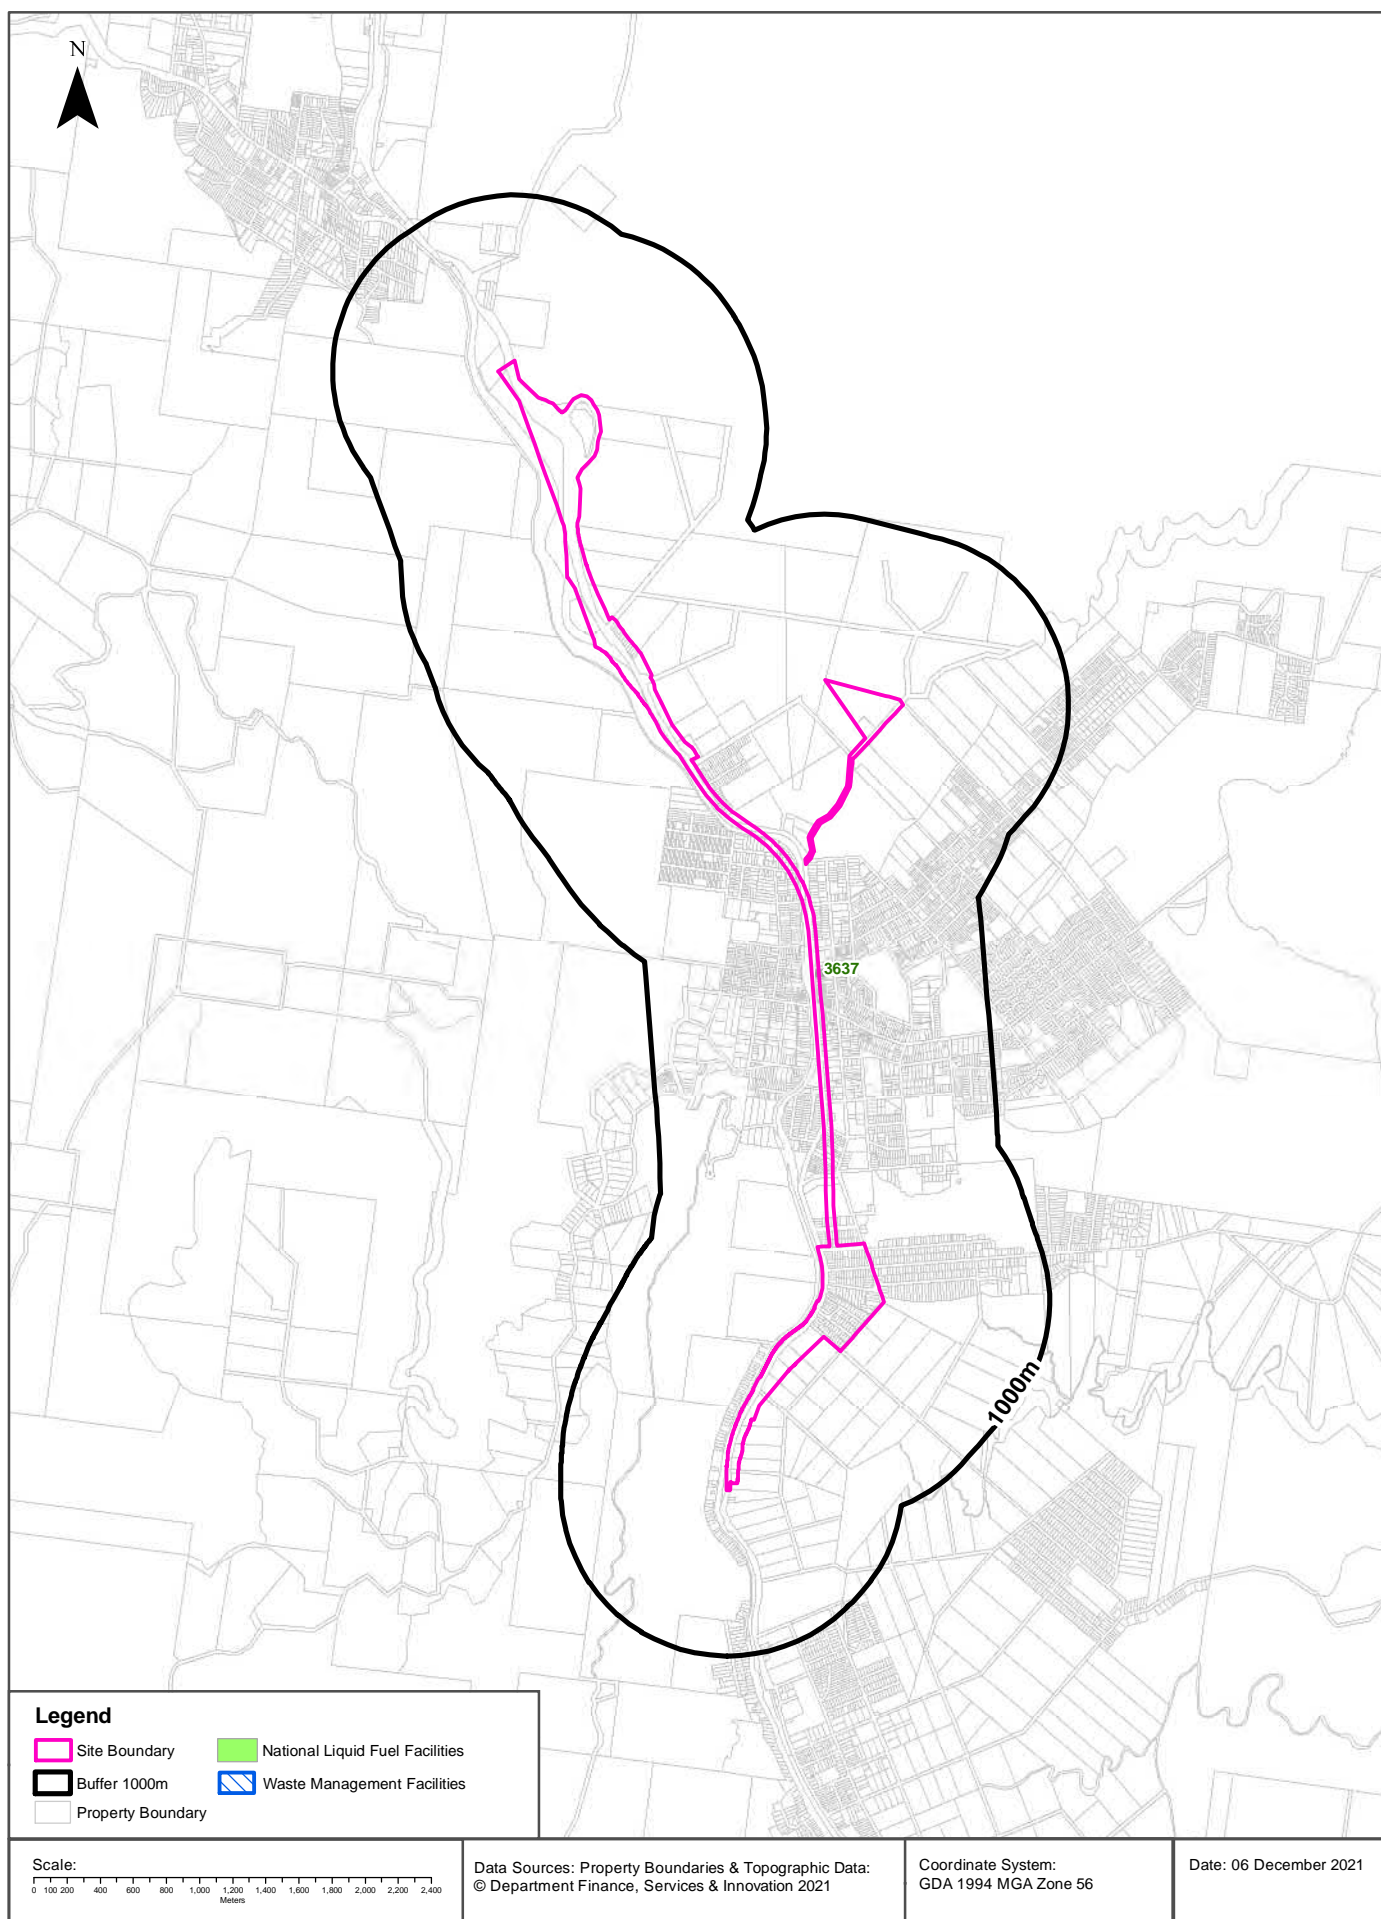 N
3637
1000m
Legend
Site Boundary
National Liquid Fuel Facilities
Buffer 1000m
Waste Management Facilities
Property Boundary
Scale:
0 100 200 400 600 800 1,000 1,200 1,400 1,600 1,800 2,000 2,200 2,400
Meters
Data Sources: Property Boundaries & Topographic Data:
© Department Finance, Services & Innovation 2021
Coordinate System:
GDA 1994 MGA Zone 56
Date: 06 December 2021